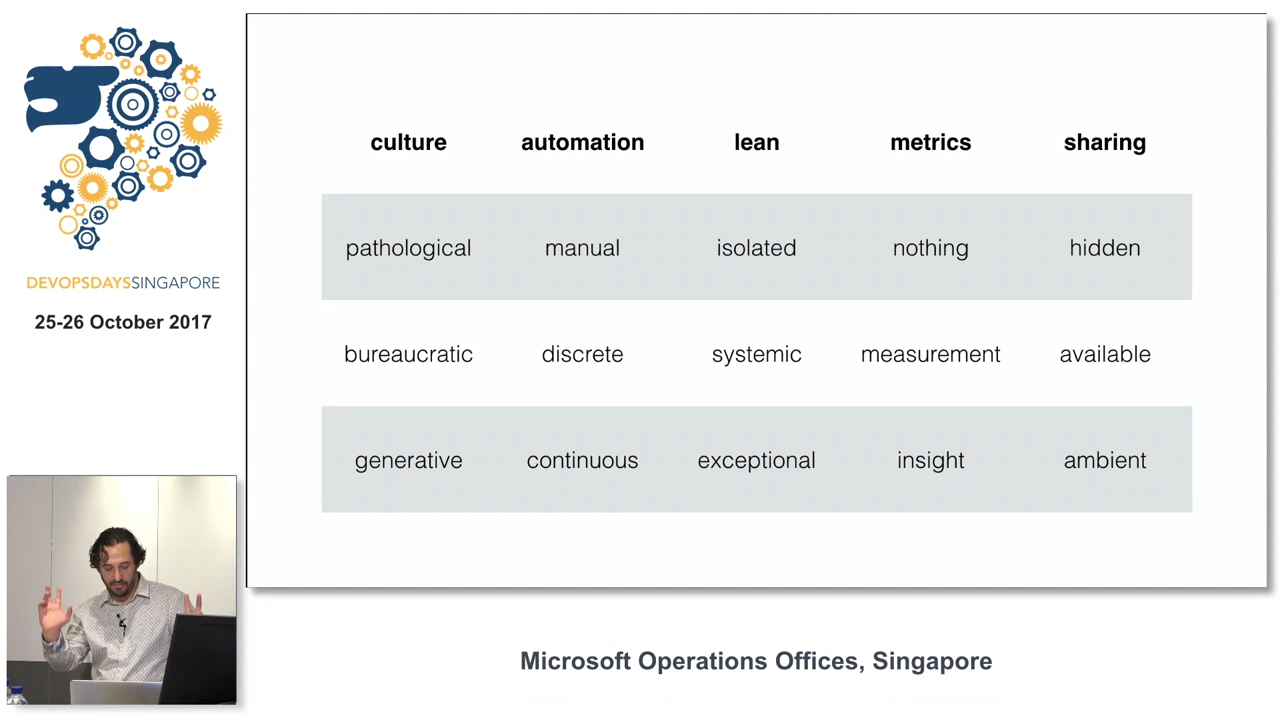 DEVOPSDAYSSINGAPORE
25-26 October 2017
culture automation lean metrics sharing
pathological manual isolated nothing hidden
bureaucratic discrete systemic measurement available
generative continuous exceptional insight ambient
Microsoft Operations Offices, Singapore